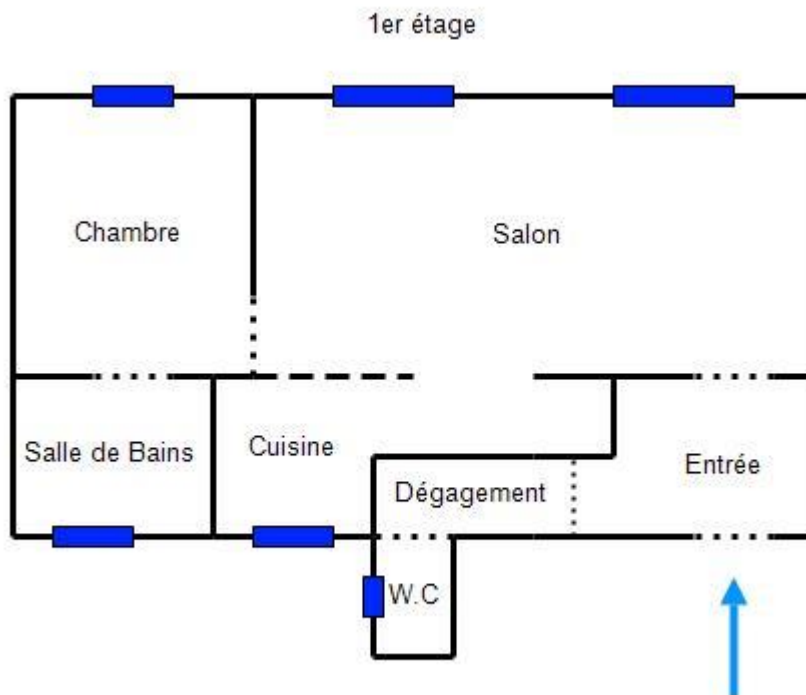 1er étage
Chambre
Salon
Salle de Bains
Cuisine
Dégagement
Entrée
W.C